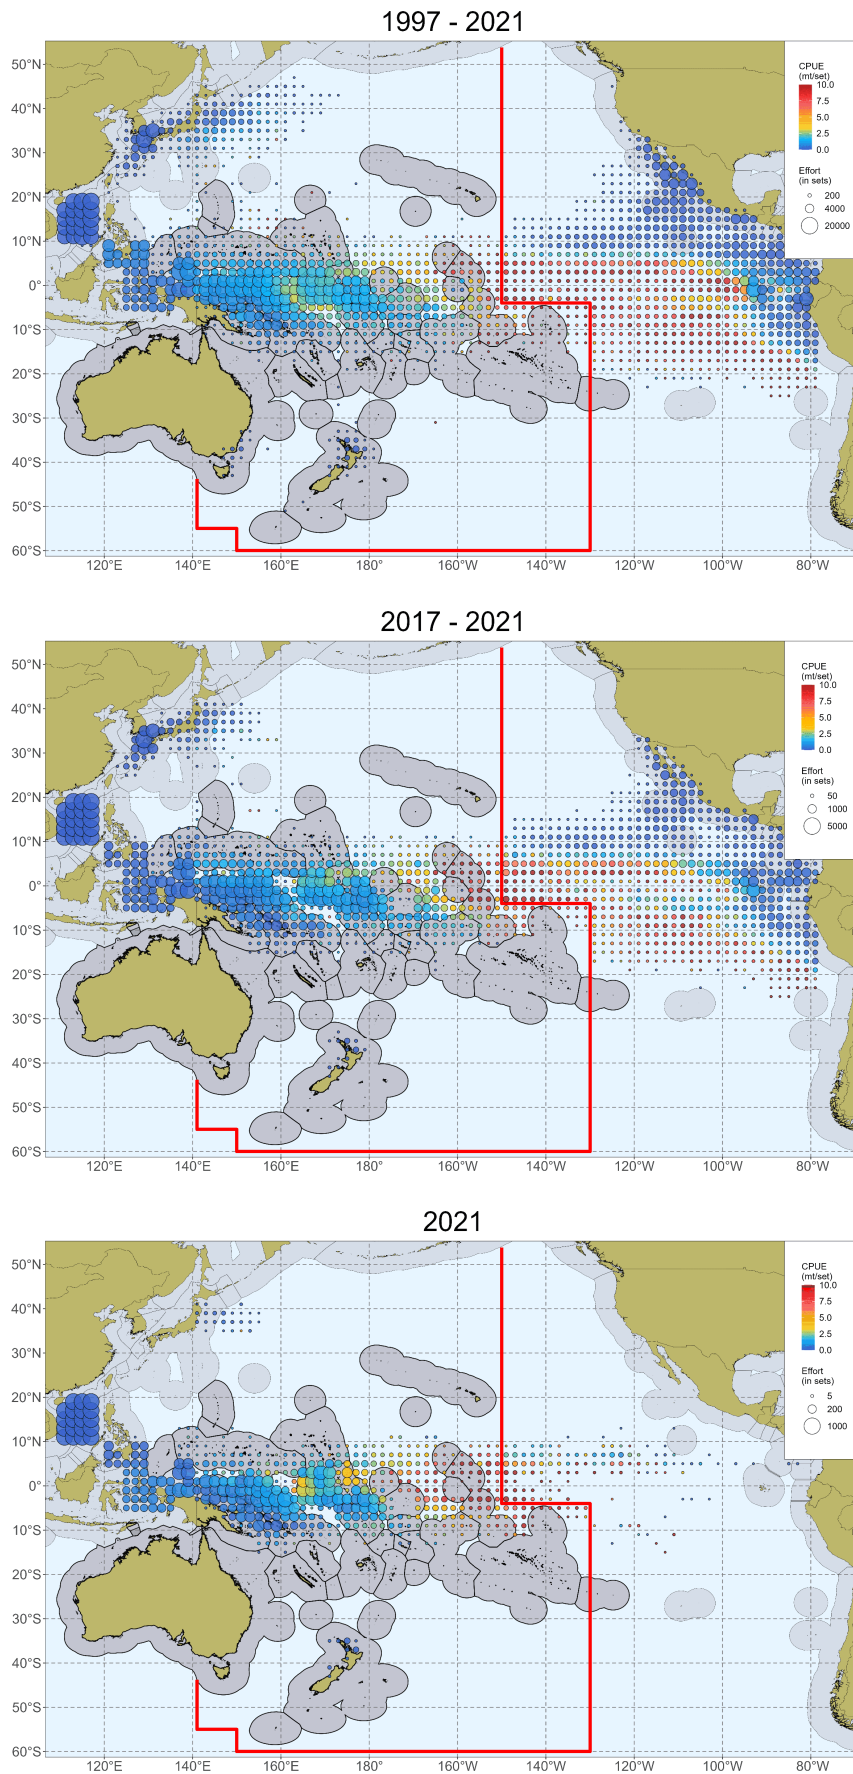 1997 - 2021
50°N
40°N
30°N
20°N
10°N
0°
10°S
20°S
30°S
40°S
50°S
60°S
120°E
140°E
160°E
180°
160°W
140°W
120°W
100°W
80°W
CPUE
(mt/set)
10.0
7.5
5.0
2.5
0.0
Effort
(in sets)
200
4000
20000
2017 - 2021
50°N
40°N
30°N
20°N
10°N
0°
10°S
20°S
30°S
40°S
50°S
60°S
120°E
140°E
160°E
180°
160°W
140°W
120°W
100°W
80°W
CPUE
(mt/set)
10.0
7.5
5.0
2.5
0.0
Effort
(in sets)
50
1000
5000
2021
50°N
40°N
30°N
20°N
10°N
0°
10°S
20°S
30°S
40°S
50°S
60°S
120°E
140°E
160°E
180°
160°W
140°W
120°W
100°W
80°W
CPUE
(mt/set)
10.0
7.5
5.0
2.5
0.0
Effort
(in sets)
5
200
1000